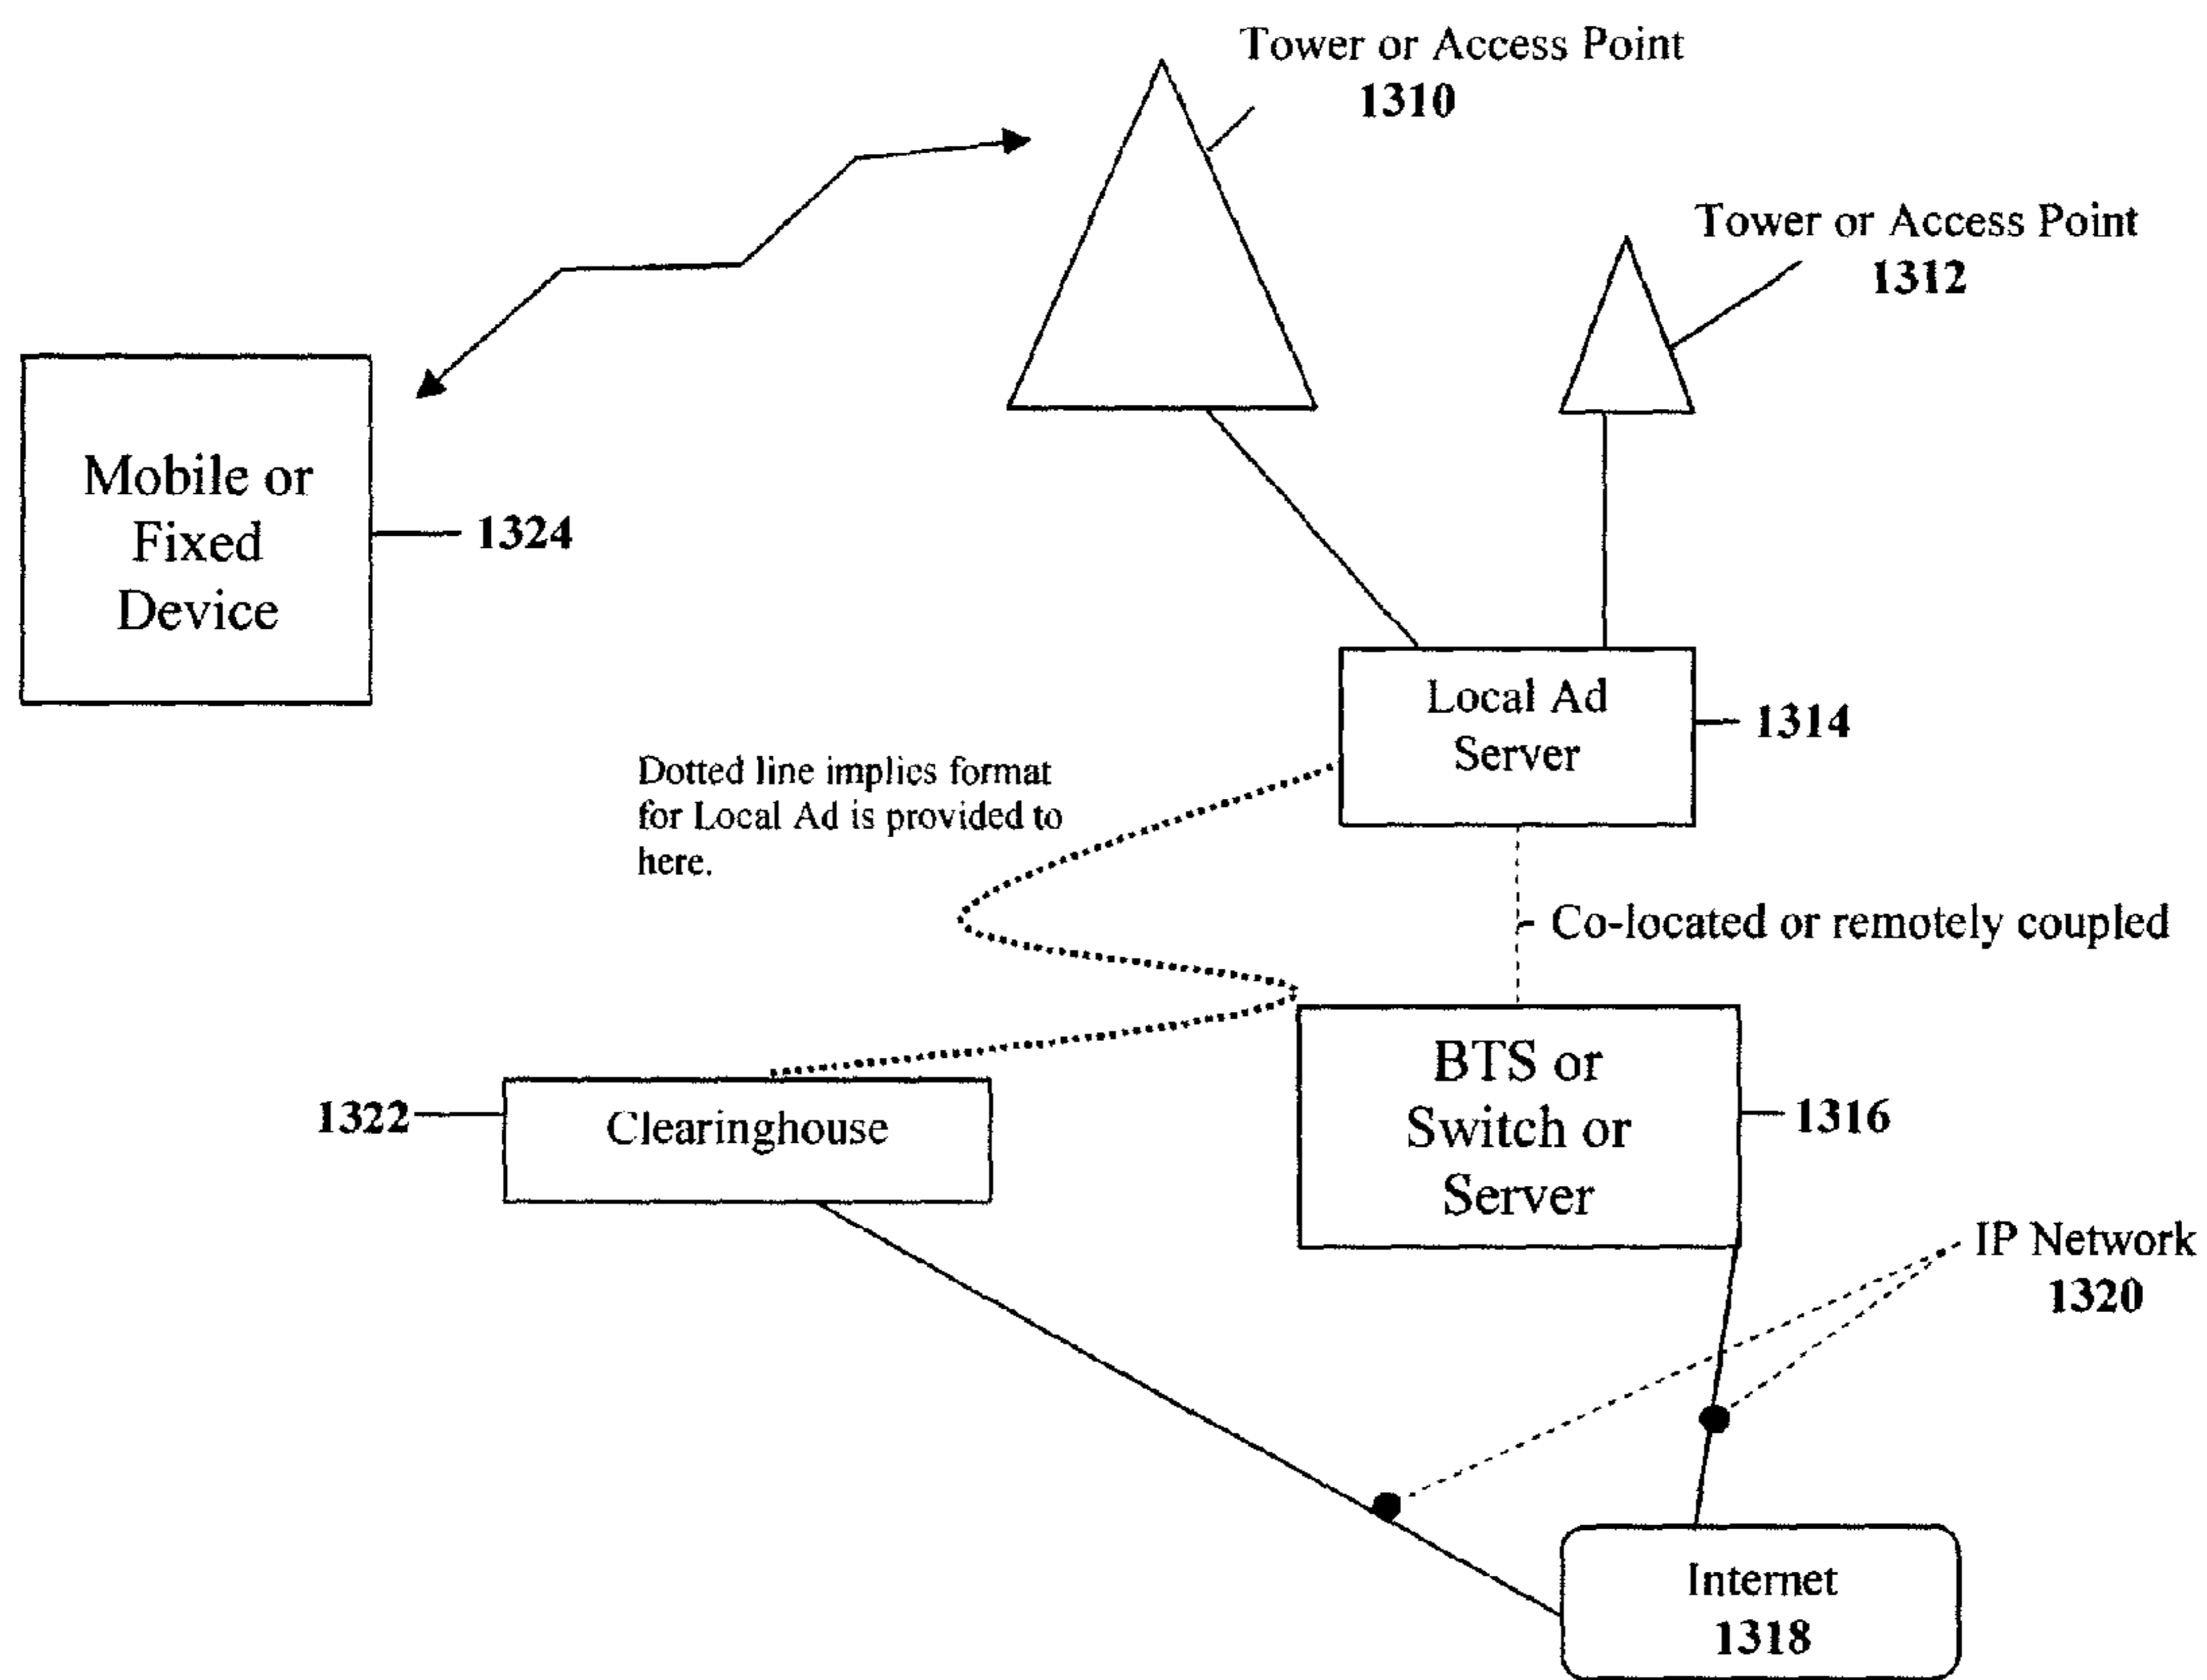 Tower or Access Point
1310
Tower or Access Point
1312
Mobile or
Fixed
Device
1324
Local Ad
Server
1314
Dotted line implies format
for Local Ad is provided to
here.
Co-located or remotely coupled
BTS or
Switch or
Server
1316
1322
Clearinghouse
IP Network
1320
Internet
1318